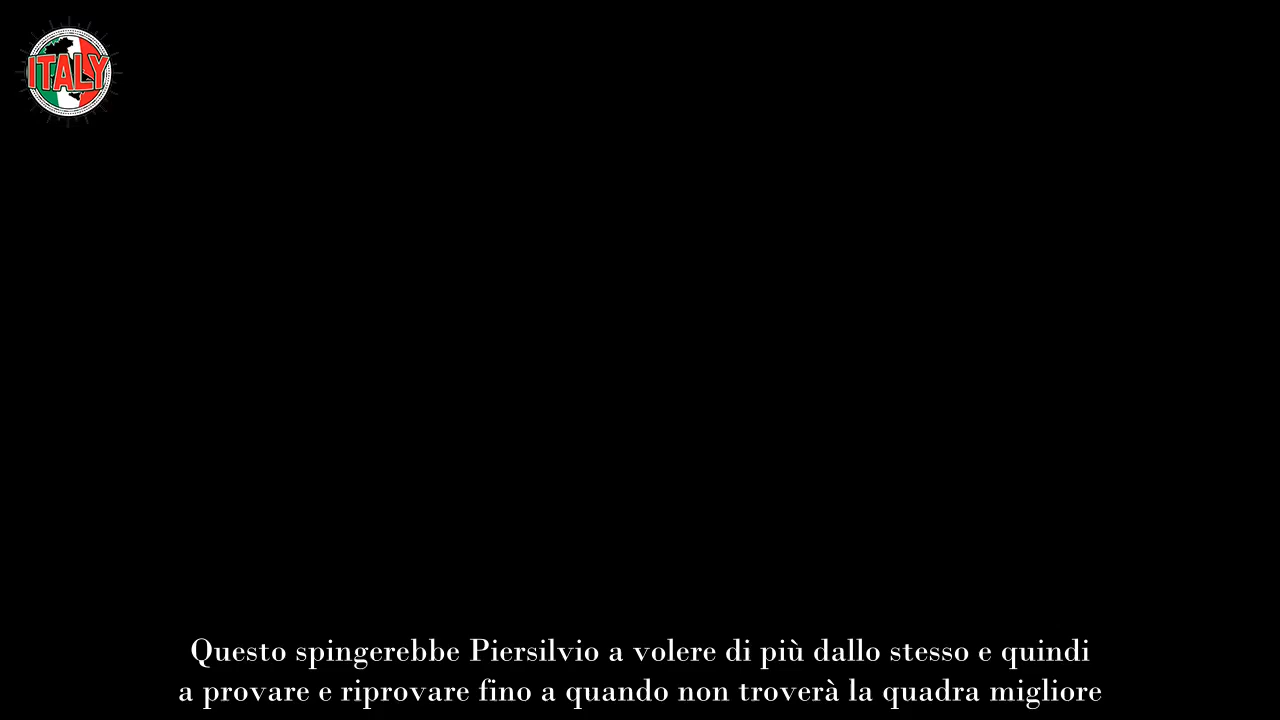 ITALY
Questo spingerebbe Piersilvio a volere di più dallo stesso e quindi
a provare e riprovare fino a quando non troverà la quadra migliore